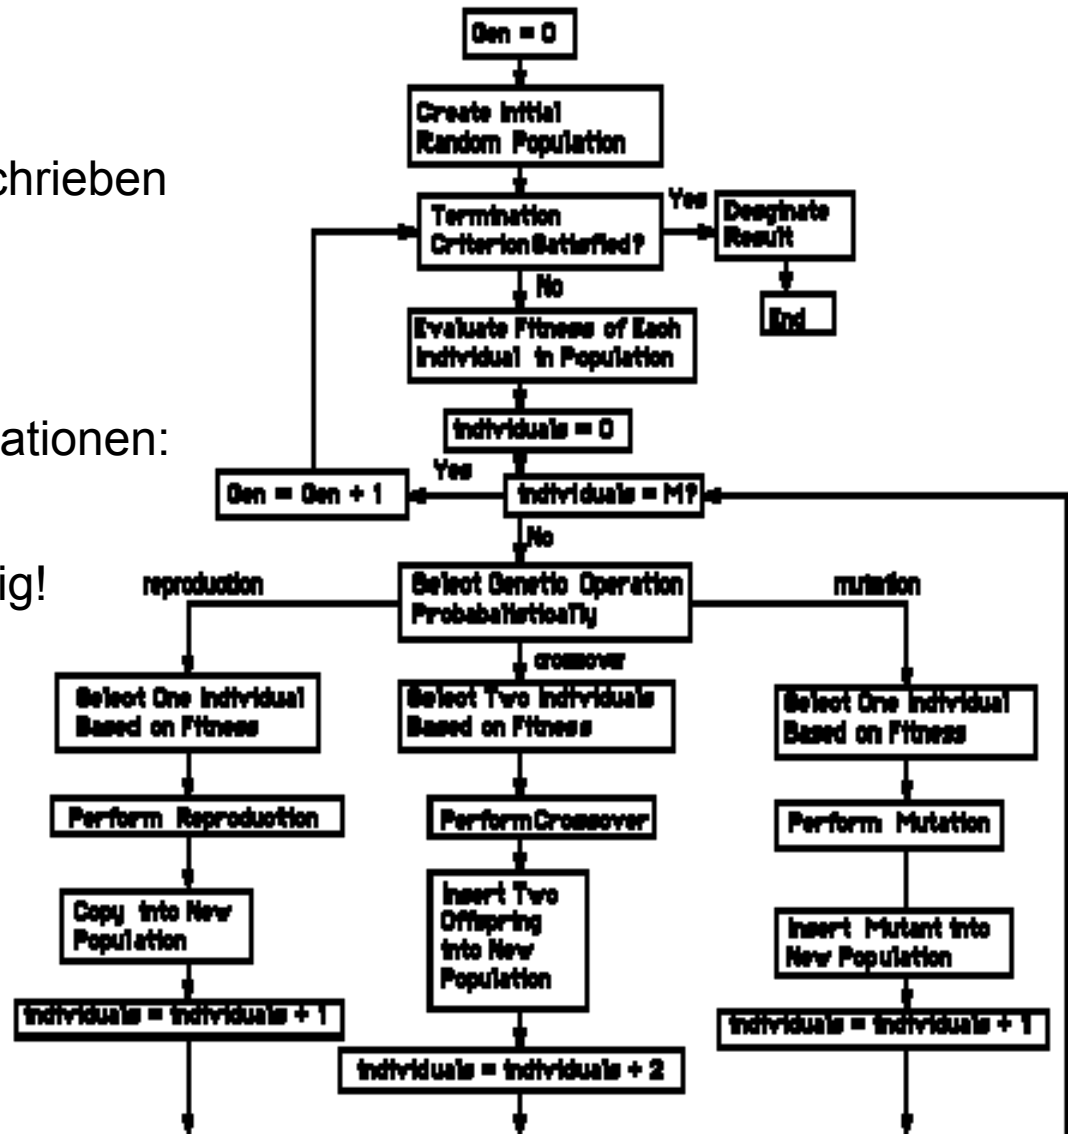 Gen = 0
Create Initial
Random Population
chrieben
Termination
Criterion Satisfied?
Yes
Desginate
Result
No
End
Evaluate Fitness of Each
Individual in Population
individuals = 0
ationen:
Yes
Gen = Gen + 1
individuals = M?
No
ig!
reproduction
Select Genetic Operation
Probabalistically
mutation
crossover
Select One Individual
Based on Fitness
Select Two Individuals
Based on Fitness
Select One Individual
Based on Fitness
Perform Reproduction
Perform Crossover
Perform Mutation
Copy into New
Population
Insert Two
Offspring
into New
Population
Insert Mutant into
New Population
individuals = individuals + 1
individuals = individuals + 2
individuals = individuals + 1